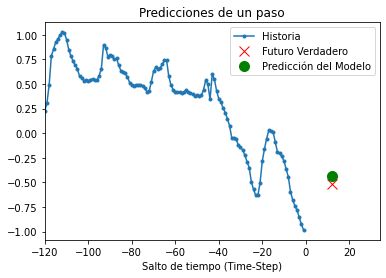 Predicciones de un paso
Historia
Futuro Verdadero
Predicción del Modelo
1.00
0.75
0.50
0.25
0.00
−0.25
−0.50
−0.75
−1.00
−120 −100 −80 −60 −40 −20 0 20
Salto de tiempo (Time-Step)